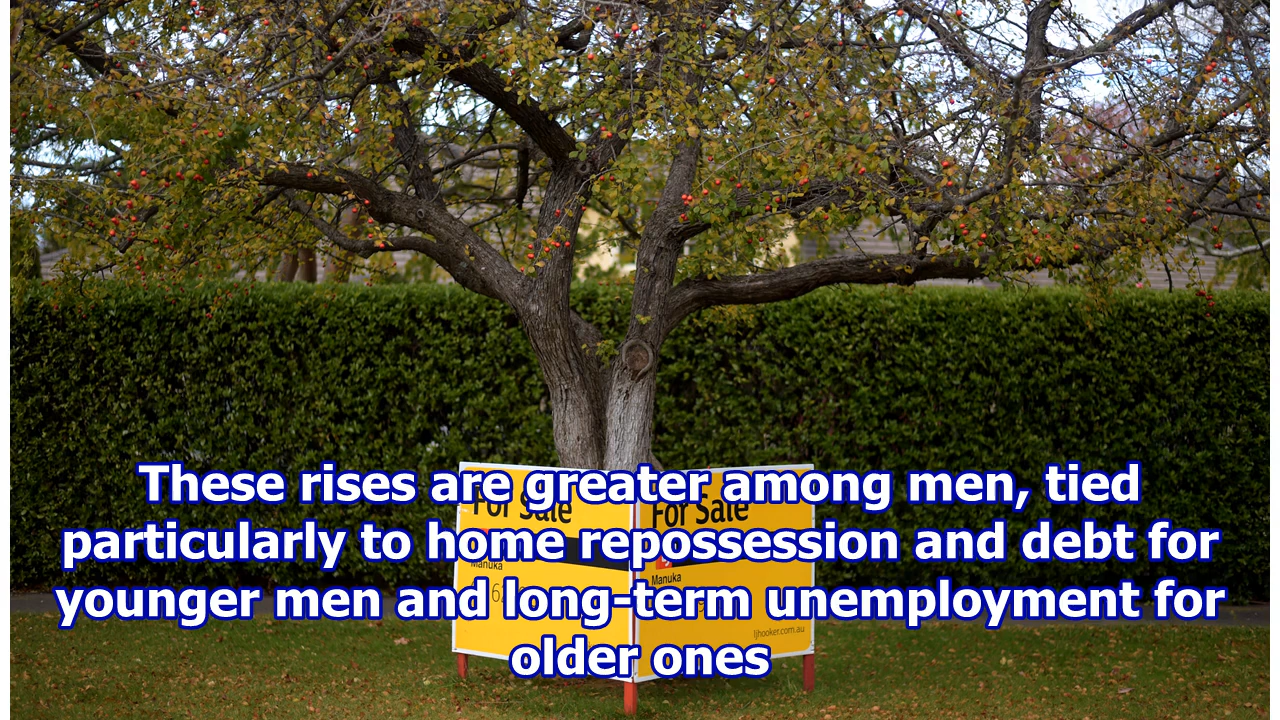 These rises are greater among men, tied
particularly to home repossession and debt for
younger men and long-term unemployment for
older ones
For Sale
For Sale
Manuka
Manuka
ljhooker.com.au